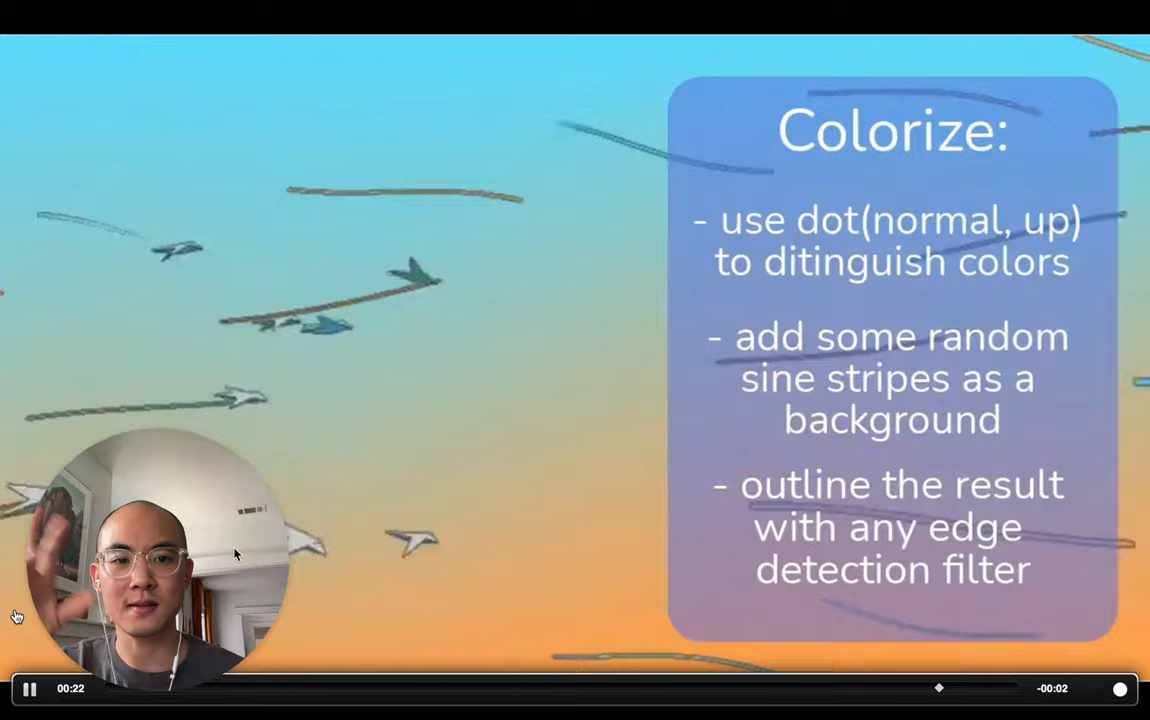 Colorize:
- use dot(normal, up)
to ditinguish colors
- add some random
sine stripes as a
background
- outline the result
with any edge
detection filter
00:22
-00:02